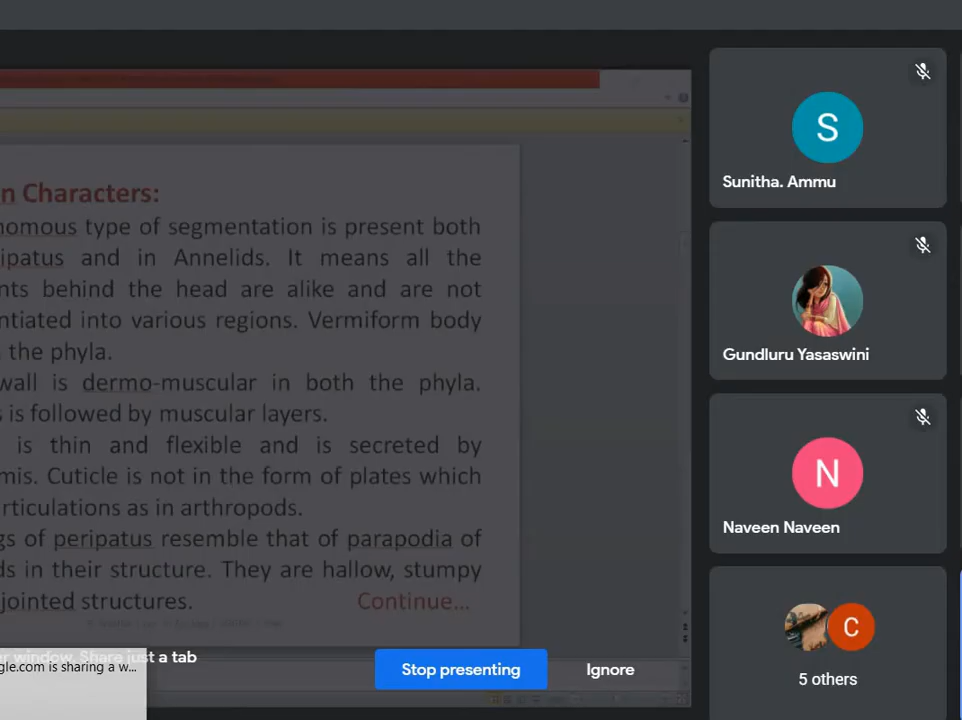 n Characters:
nomous type of segmentation is present both
ipatus and in Annelids. It means all the
nts behind the head are alike and are not
entiated into various regions. Vermiform body
the phyla.
wall is dermo-muscular in both the phyla.
s is followed by muscular layers.
is thin and flexible and is secreted by
mis. Cuticle is not in the form of plates which
rticulations as in arthropods.
gs of peripatus resemble that of parapodia of
ds in their structure. They are hallow, stumpy
jointed structures.
Continue...
er window. Share just a tab
gle.com is sharing a w...
Stop presenting
Ignore
S
Sunitha. Ammu
Gundluru Yasaswini
N
Naveen Naveen
C
5 others